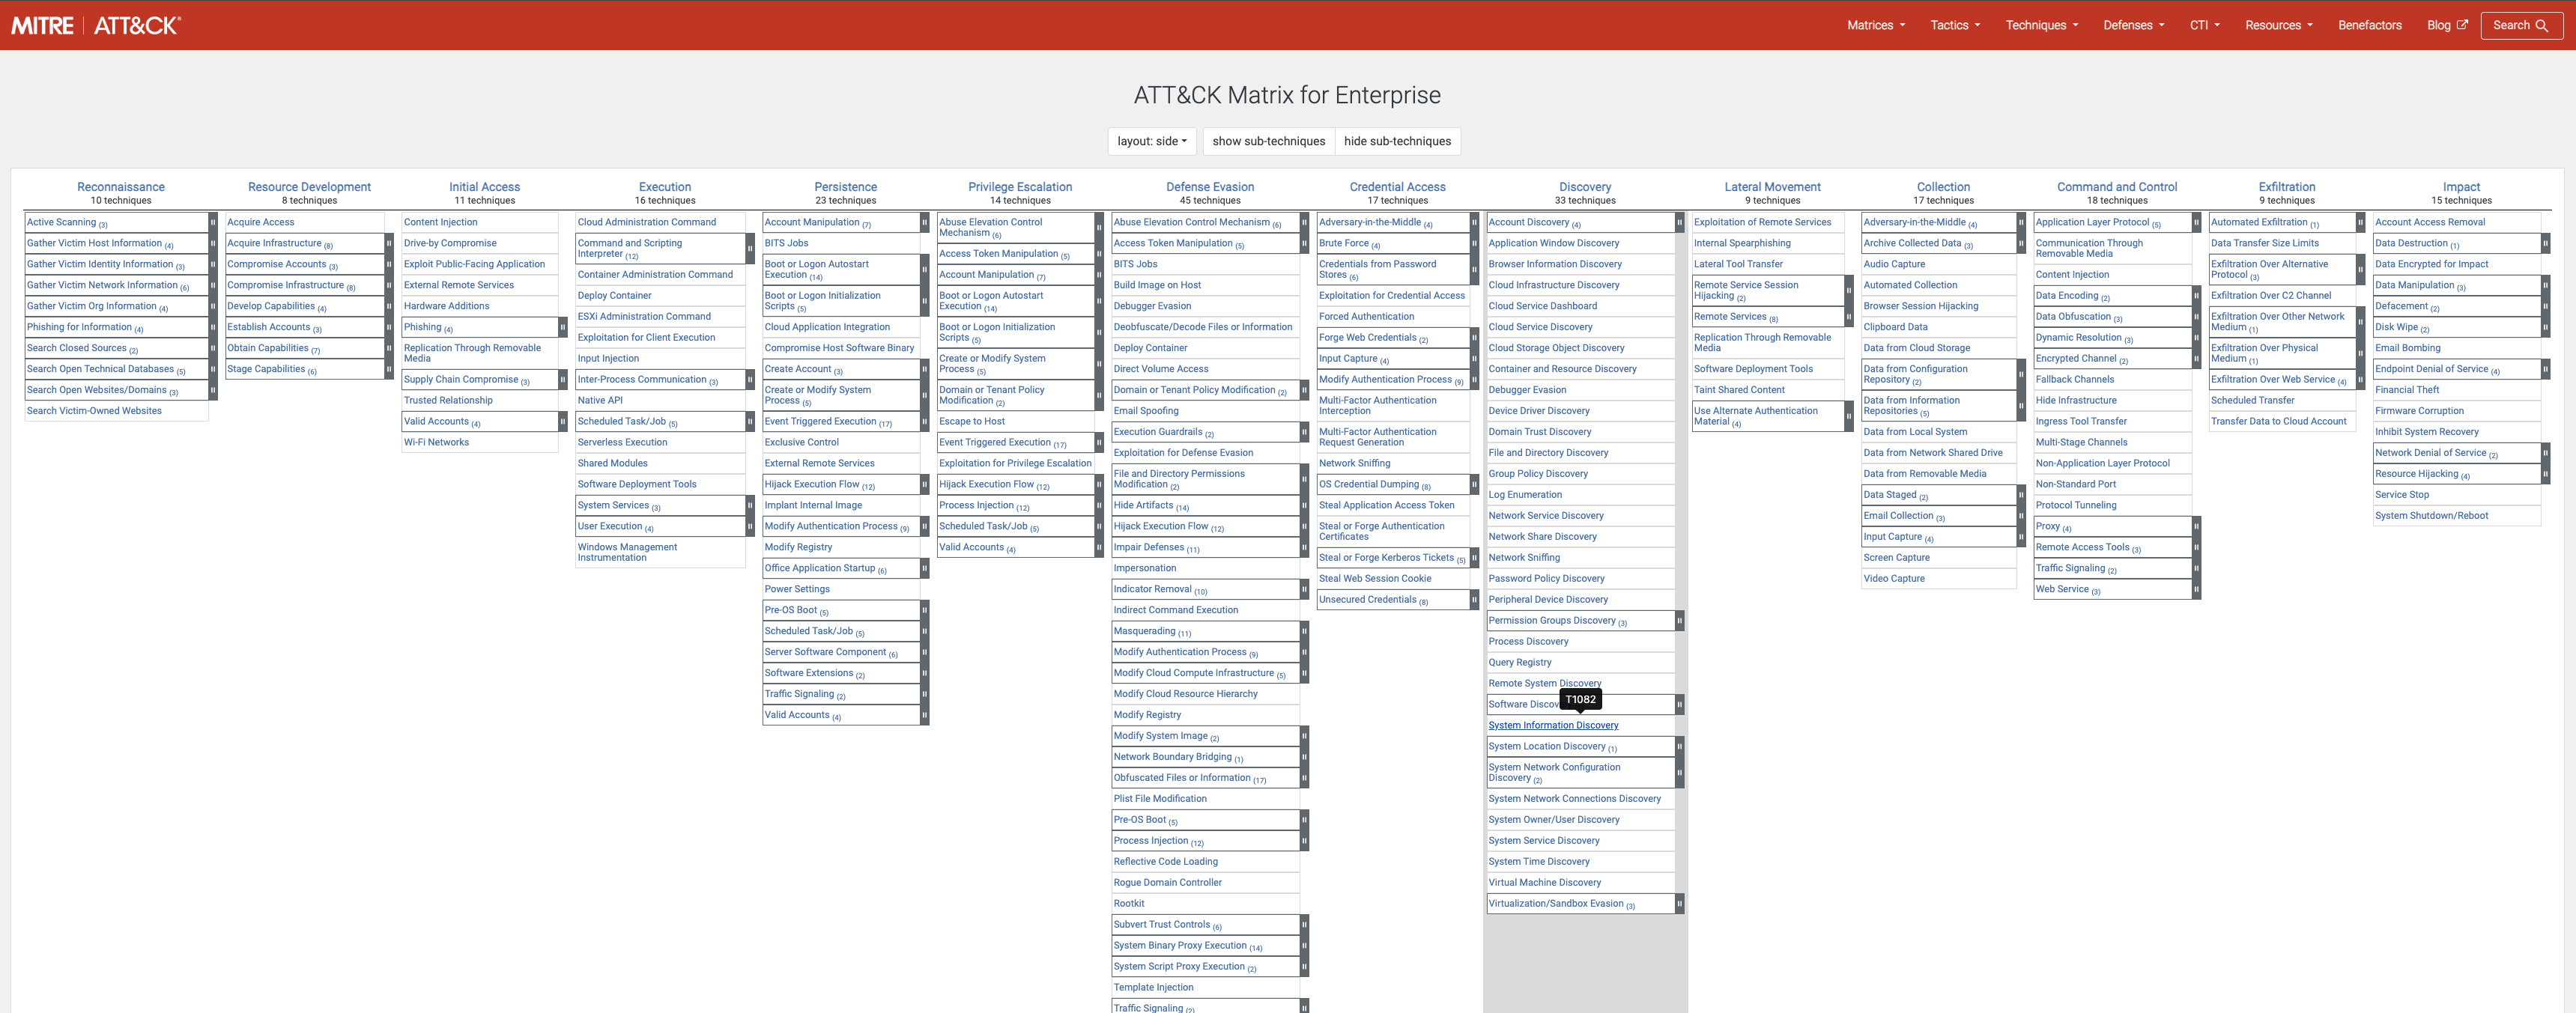 MITRE | ATT&CK®
Matrices
Tactics
Techniques
Defenses
CTI
Resources
Benefactors
Blog
Search
ATT&CK Matrix for Enterprise
layout: side
show sub-techniques
hide sub-techniques
Reconnaissance
10 techniques
Active Scanning (3)
Gather Victim Host Information (4)
Gather Victim Identity Information (3)
Gather Victim Network Information (6)
Gather Victim Org Information (4)
Phishing for Information (4)
Search Closed Sources (2)
Search Open Technical Databases (5)
Search Open Websites/Domains (3)
Search Victim-Owned Websites
Resource Development
8 techniques
Acquire Access
Acquire Infrastructure (8)
Compromise Accounts (3)
Compromise Infrastructure (8)
Develop Capabilities (4)
Establish Accounts (3)
Obtain Capabilities (7)
Stage Capabilities (6)
Initial Access
11 techniques
Content Injection
Drive-by Compromise
Exploit Public-Facing Application
External Remote Services
Hardware Additions
Phishing (4)
Replication Through Removable
Media
Supply Chain Compromise (3)
Trusted Relationship
Valid Accounts (4)
Wi-Fi Networks
Execution
16 techniques
Cloud Administration Command
Command and Scripting
Interpreter (12)
Container Administration Command
Deploy Container
ESXi Administration Command
Exploitation for Client Execution
Input Injection
Inter-Process Communication (3)
Native API
Scheduled Task/Job (5)
Serverless Execution
Shared Modules
Software Deployment Tools
System Services (3)
User Execution (4)
Windows Management
Instrumentation
Persistence
23 techniques
Account Manipulation (7)
BITS Jobs
Boot or Logon Autostart
Execution (14)
Boot or Logon Initialization
Scripts (5)
Cloud Application Integration
Compromise Host Software Binary
Create Account (3)
Create or Modify System
Process (5)
Event Triggered Execution (17)
Exclusive Control
External Remote Services
Hijack Execution Flow (12)
Implant Internal Image
Modify Authentication Process (9)
Modify Registry
Office Application Startup (6)
Power Settings
Pre-OS Boot (5)
Scheduled Task/Job (5)
Server Software Component (6)
Software Extensions (2)
Traffic Signaling (2)
Valid Accounts (4)
Privilege Escalation
14 techniques
Abuse Elevation Control
Mechanism (6)
Access Token Manipulation (5)
Account Manipulation (7)
Boot or Logon Autostart
Execution (14)
Boot or Logon Initialization
Scripts (5)
Create or Modify System
Process (5)
Domain or Tenant Policy
Modification (2)
Escape to Host
Event Triggered Execution (17)
Exploitation for Privilege Escalation
Hijack Execution Flow (12)
Process Injection (12)
Scheduled Task/Job (5)
Valid Accounts (4)
Defense Evasion
45 techniques
Abuse Elevation Control Mechanism (6)
Access Token Manipulation (5)
BITS Jobs
Build Image on Host
Debugger Evasion
Deobfuscate/Decode Files or Information
Deploy Container
Direct Volume Access
Domain or Tenant Policy Modification (2)
Email Spoofing
Execution Guardrails (2)
Exploitation for Defense Evasion
File and Directory Permissions
Modification (2)
Hide Artifacts (14)
Hijack Execution Flow (12)
Impair Defenses (11)
Impersonation
Indicator Removal (10)
Indirect Command Execution
Masquerading (11)
Modify Authentication Process (9)
Modify Cloud Compute Infrastructure (5)
Modify Cloud Resource Hierarchy
Modify Registry
Modify System Image (2)
Network Boundary Bridging (1)
Obfuscated Files or Information (17)
Plist File Modification
Pre-OS Boot (5)
Process Injection (12)
Reflective Code Loading
Rogue Domain Controller
Rootkit
Subvert Trust Controls (6)
System Binary Proxy Execution (14)
System Script Proxy Execution (2)
Template Injection
Traffic Signaling (2)
Credential Access
17 techniques
Adversary-in-the-Middle (4)
Brute Force (4)
Credentials from Password
Stores (6)
Exploitation for Credential Access
Forced Authentication
Forge Web Credentials (2)
Input Capture (4)
Modify Authentication Process (9)
Multi-Factor Authentication
Interception
Multi-Factor Authentication
Request Generation
Network Sniffing
OS Credential Dumping (8)
Steal Application Access Token
Steal or Forge Authentication
Certificates
Steal or Forge Kerberos Tickets (5)
Steal Web Session Cookie
Unsecured Credentials (8)
Discovery
33 techniques
Account Discovery (4)
Application Window Discovery
Browser Information Discovery
Cloud Infrastructure Discovery
Cloud Service Dashboard
Cloud Service Discovery
Cloud Storage Object Discovery
Container and Resource Discovery
Debugger Evasion
Device Driver Discovery
Domain Trust Discovery
File and Directory Discovery
Group Policy Discovery
Log Enumeration
Network Service Discovery
Network Share Discovery
Network Sniffing
Password Policy Discovery
Peripheral Device Discovery
Permission Groups Discovery (3)
Process Discovery
Query Registry
Remote System Discovery
Software Discov
T1082
System Information Discovery
System Location Discovery (1)
System Network Configuration
Discovery (2)
System Network Connections Discovery
System Owner/User Discovery
System Service Discovery
System Time Discovery
Virtual Machine Discovery
Virtualization/Sandbox Evasion (3)
Lateral Movement
9 techniques
Exploitation of Remote Services
Internal Spearphishing
Lateral Tool Transfer
Remote Service Session
Hijacking (2)
Remote Services (8)
Replication Through Removable
Media
Software Deployment Tools
Taint Shared Content
Use Alternate Authentication
Material (4)
Collection
17 techniques
Adversary-in-the-Middle (4)
Archive Collected Data (3)
Audio Capture
Automated Collection
Browser Session Hijacking
Clipboard Data
Data from Cloud Storage
Data from Configuration
Repository (2)
Data from Information
Repositories (5)
Data from Local System
Data from Network Shared Drive
Data from Removable Media
Data Staged (2)
Email Collection (3)
Input Capture (4)
Screen Capture
Video Capture
Command and Control
18 techniques
Application Layer Protocol (5)
Communication Through
Removable Media
Content Injection
Data Encoding (2)
Data Obfuscation (3)
Dynamic Resolution (3)
Encrypted Channel (2)
Fallback Channels
Hide Infrastructure
Ingress Tool Transfer
Multi-Stage Channels
Non-Application Layer Protocol
Non-Standard Port
Protocol Tunneling
Proxy (4)
Remote Access Tools (3)
Traffic Signaling (2)
Web Service (3)
Exfiltration
9 techniques
Automated Exfiltration (1)
Data Transfer Size Limits
Exfiltration Over Alternative
Protocol (3)
Exfiltration Over C2 Channel
Exfiltration Over Other Network
Medium (1)
Exfiltration Over Physical
Medium (1)
Exfiltration Over Web Service (4)
Scheduled Transfer
Transfer Data to Cloud Account
Impact
15 techniques
Account Access Removal
Data Destruction (1)
Data Encrypted for Impact
Data Manipulation (3)
Defacement (2)
Disk Wipe (2)
Email Bombing
Endpoint Denial of Service (4)
Financial Theft
Firmware Corruption
Inhibit System Recovery
Network Denial of Service (2)
Resource Hijacking (4)
Service Stop
System Shutdown/Reboot